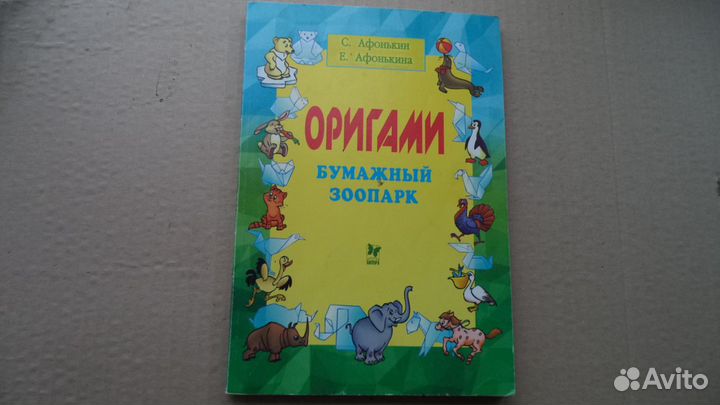 С. Афонькин
Е. Афонькина
ОРИГАМИ
БУМАЖНЫЙ
ЗООПАРК
Avito